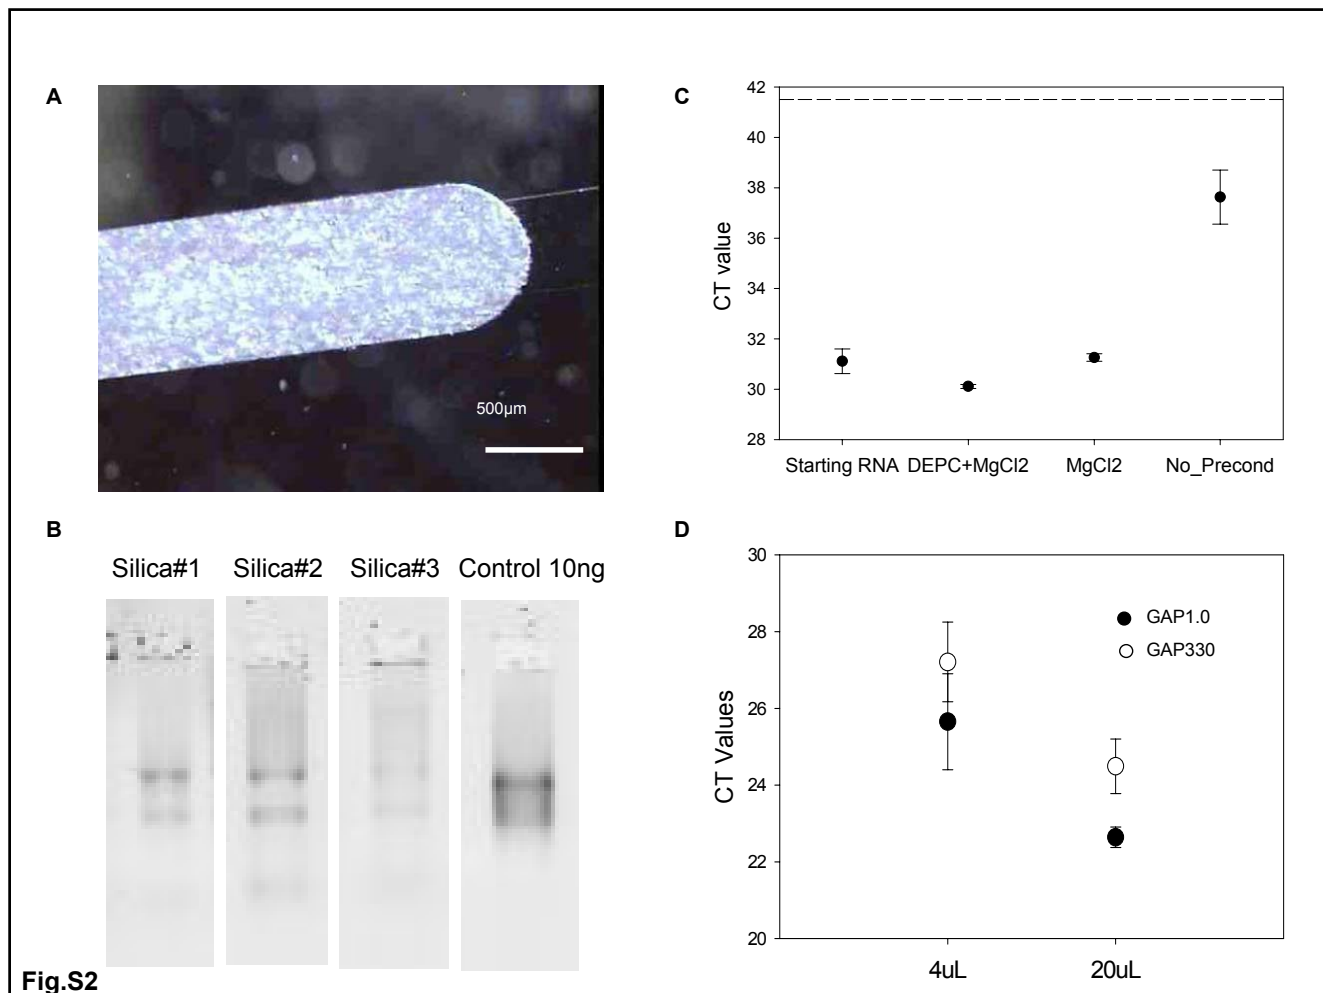 A
500µm
B
Silica#1 Silica#2 Silica#3 Control 10ng
Fig.S2
C
CT value
42
40
38
36
34
32
30
28
Starting RNA DEPC+MgCl2 MgCl2 No_Precond
D
CT Values
30
28
26
24
22
20
GAP1.0
GAP330
4uL 20uL